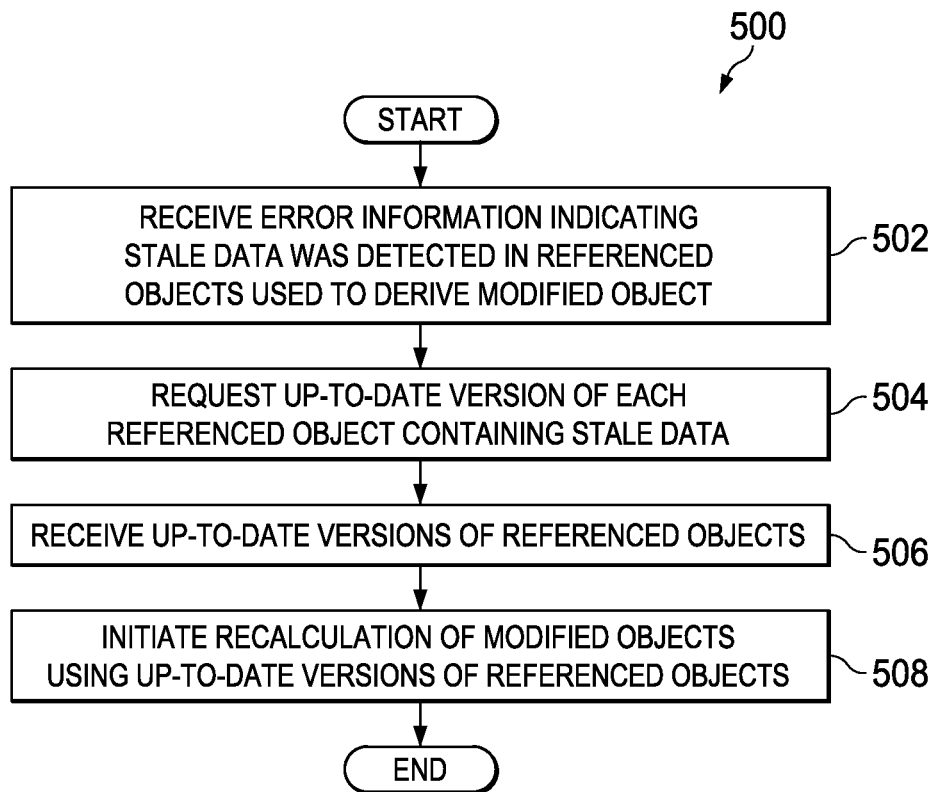 500
START
RECEIVE ERROR INFORMATION INDICATING
STALE DATA WAS DETECTED IN REFERENCED
OBJECTS USED TO DERIVE MODIFIED OBJECT
502
REQUEST UP-TO-DATE VERSION OF EACH
REFERENCED OBJECT CONTAINING STALE DATA
504
RECEIVE UP-TO-DATE VERSIONS OF REFERENCED OBJECTS
506
INITIATE RECALCULATION OF MODIFIED OBJECTS
USING UP-TO-DATE VERSIONS OF REFERENCED OBJECTS
508
END